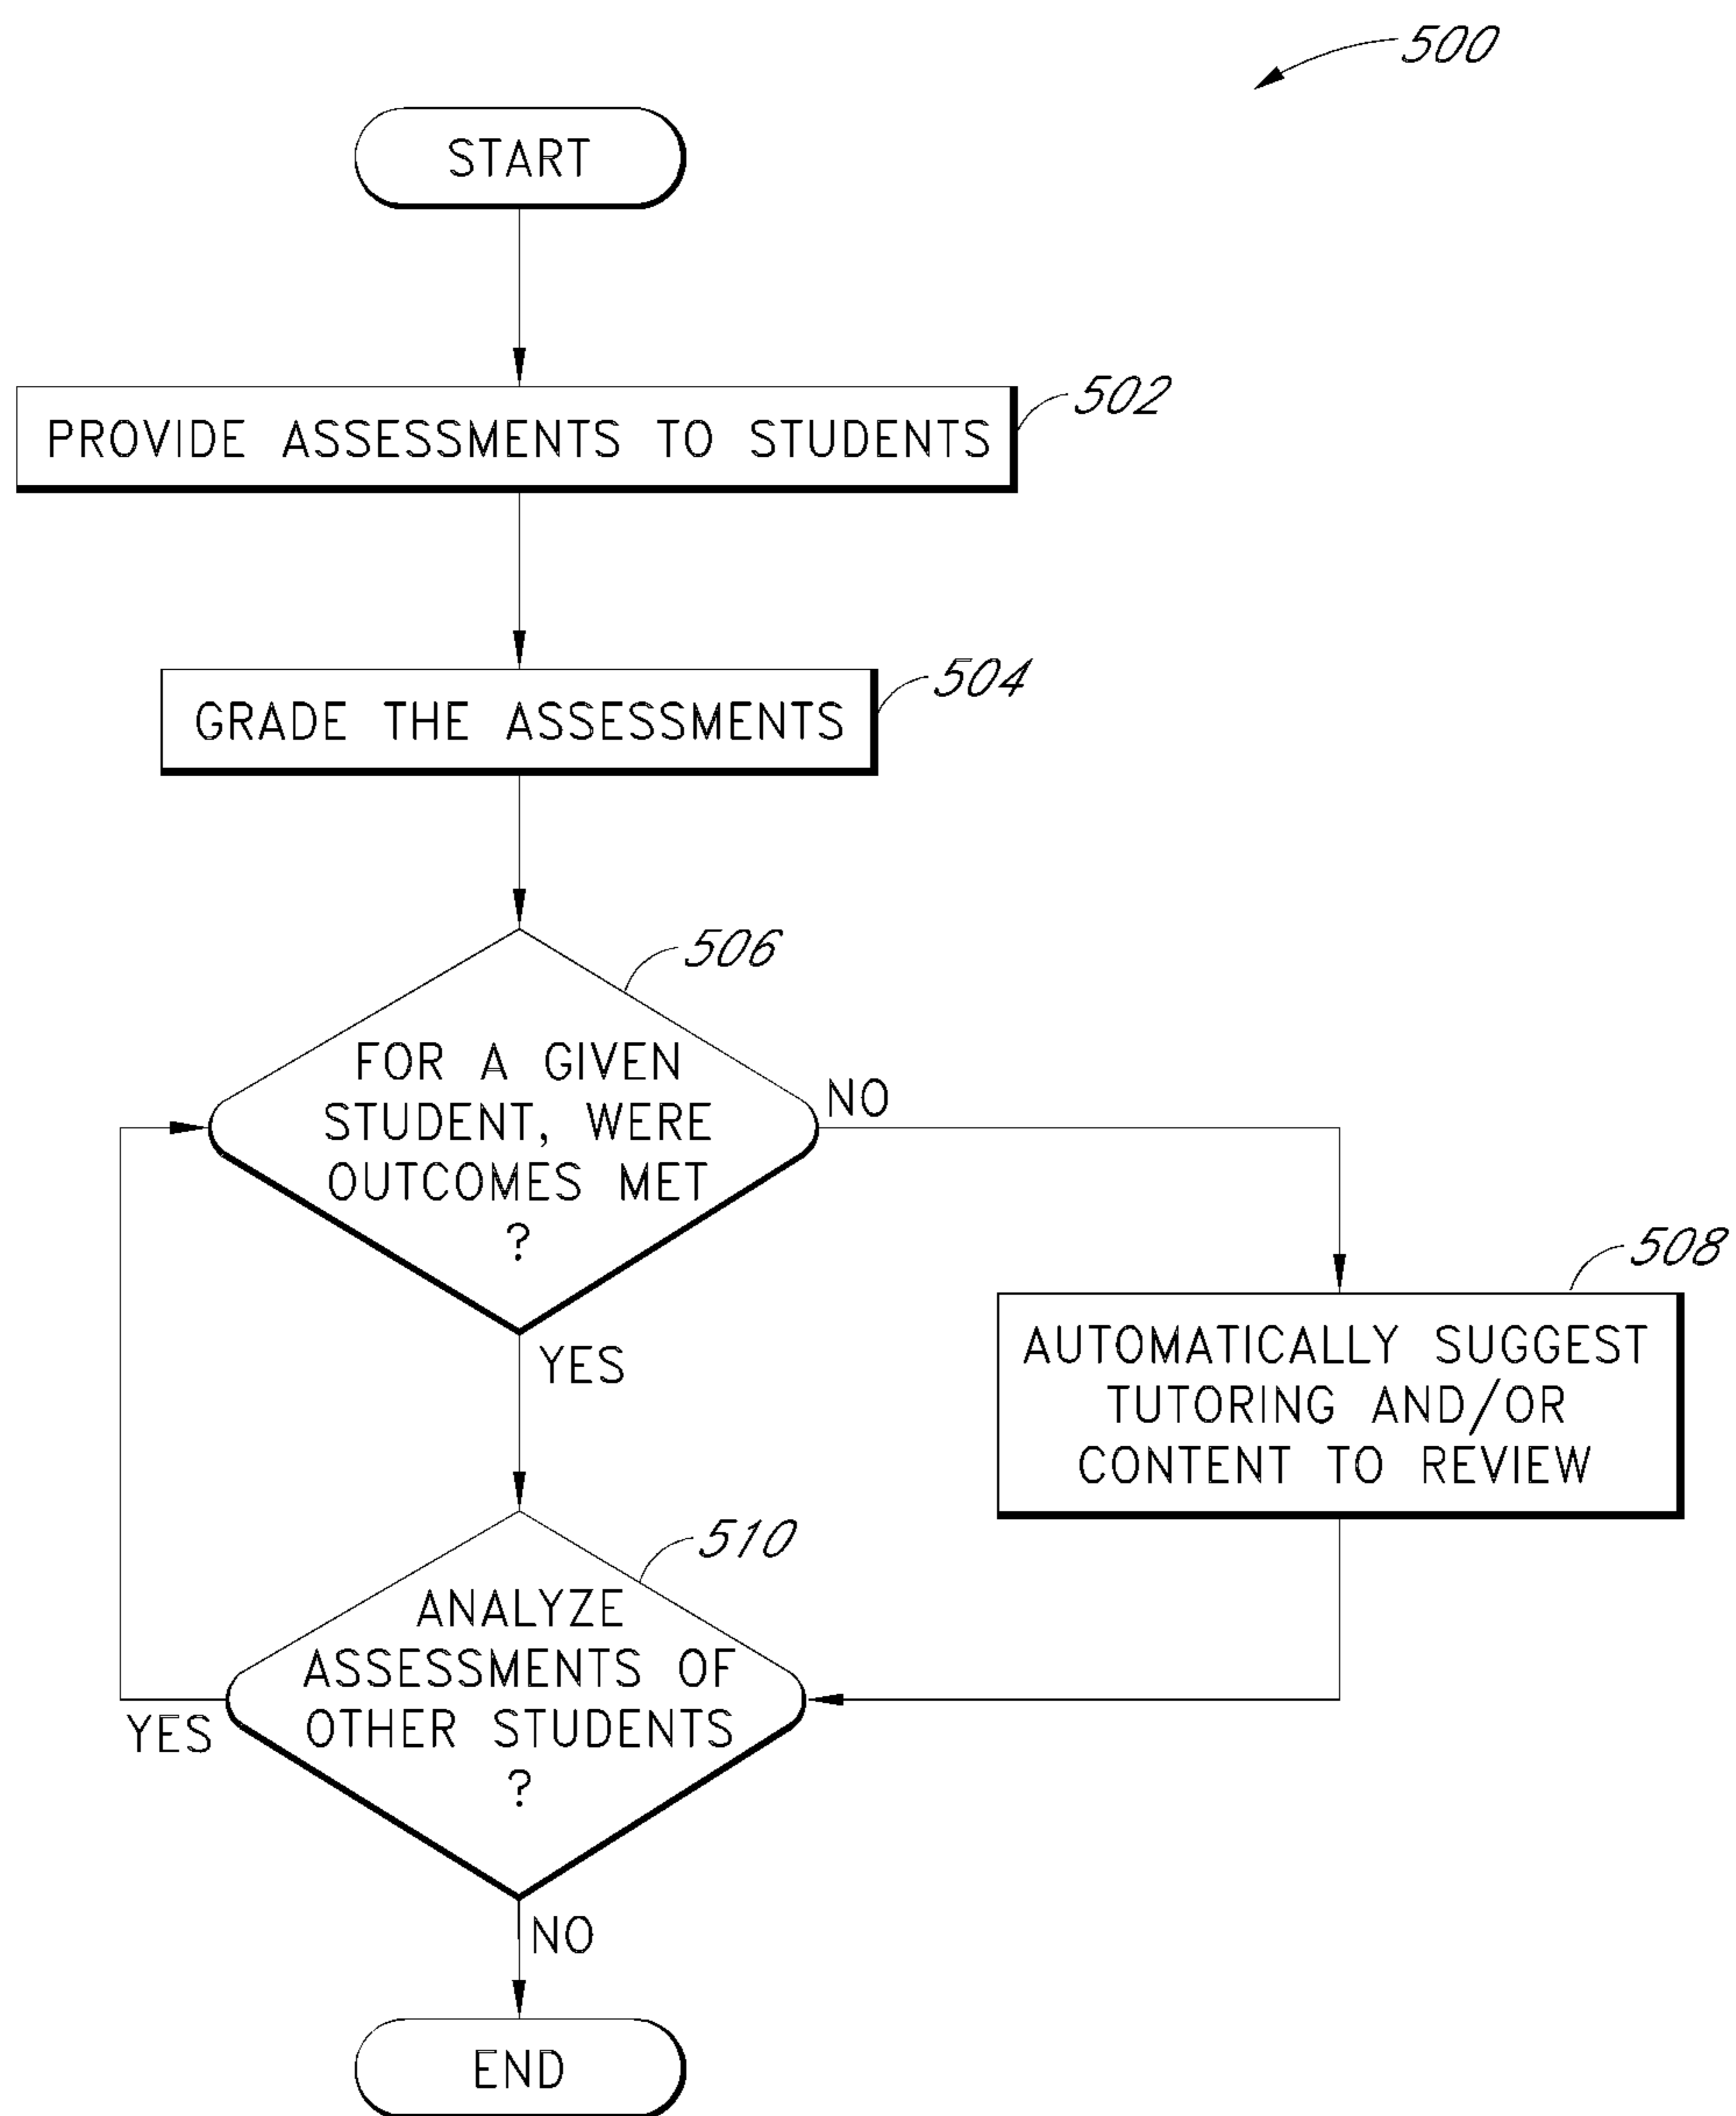 500
START
PROVIDE ASSESSMENTS TO STUDENTS
502
GRADE THE ASSESSMENTS
504
506
FOR A GIVEN
STUDENT, WERE
OUTCOMES MET
?
NO
YES
508
AUTOMATICALLY SUGGEST
TUTORING AND/OR
CONTENT TO REVIEW
510
ANALYZE
ASSESSMENTS OF
OTHER STUDENTS
?
YES
NO
END